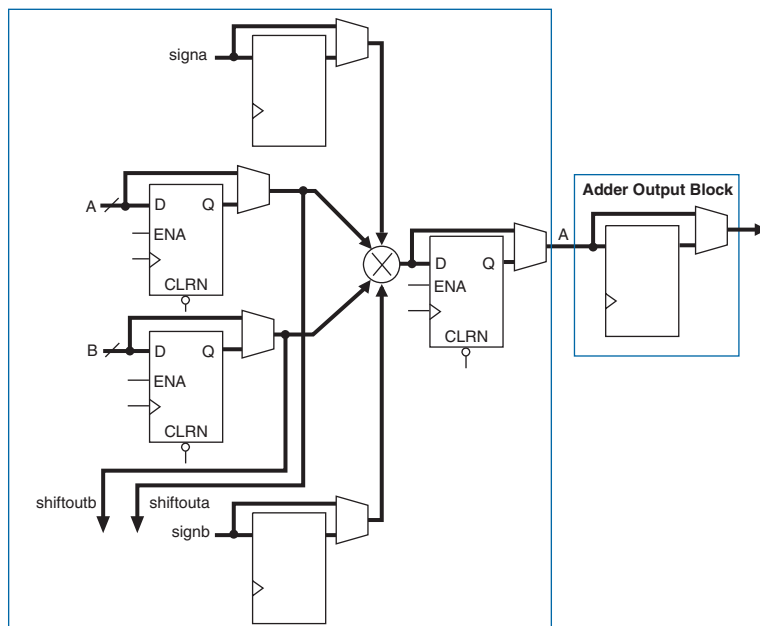 signa
Adder Output Block
A
D Q
ENA
CLRN
A
D Q
ENA
CLRN
B
D Q
ENA
CLRN
shiftoutb
shiftouta
signb